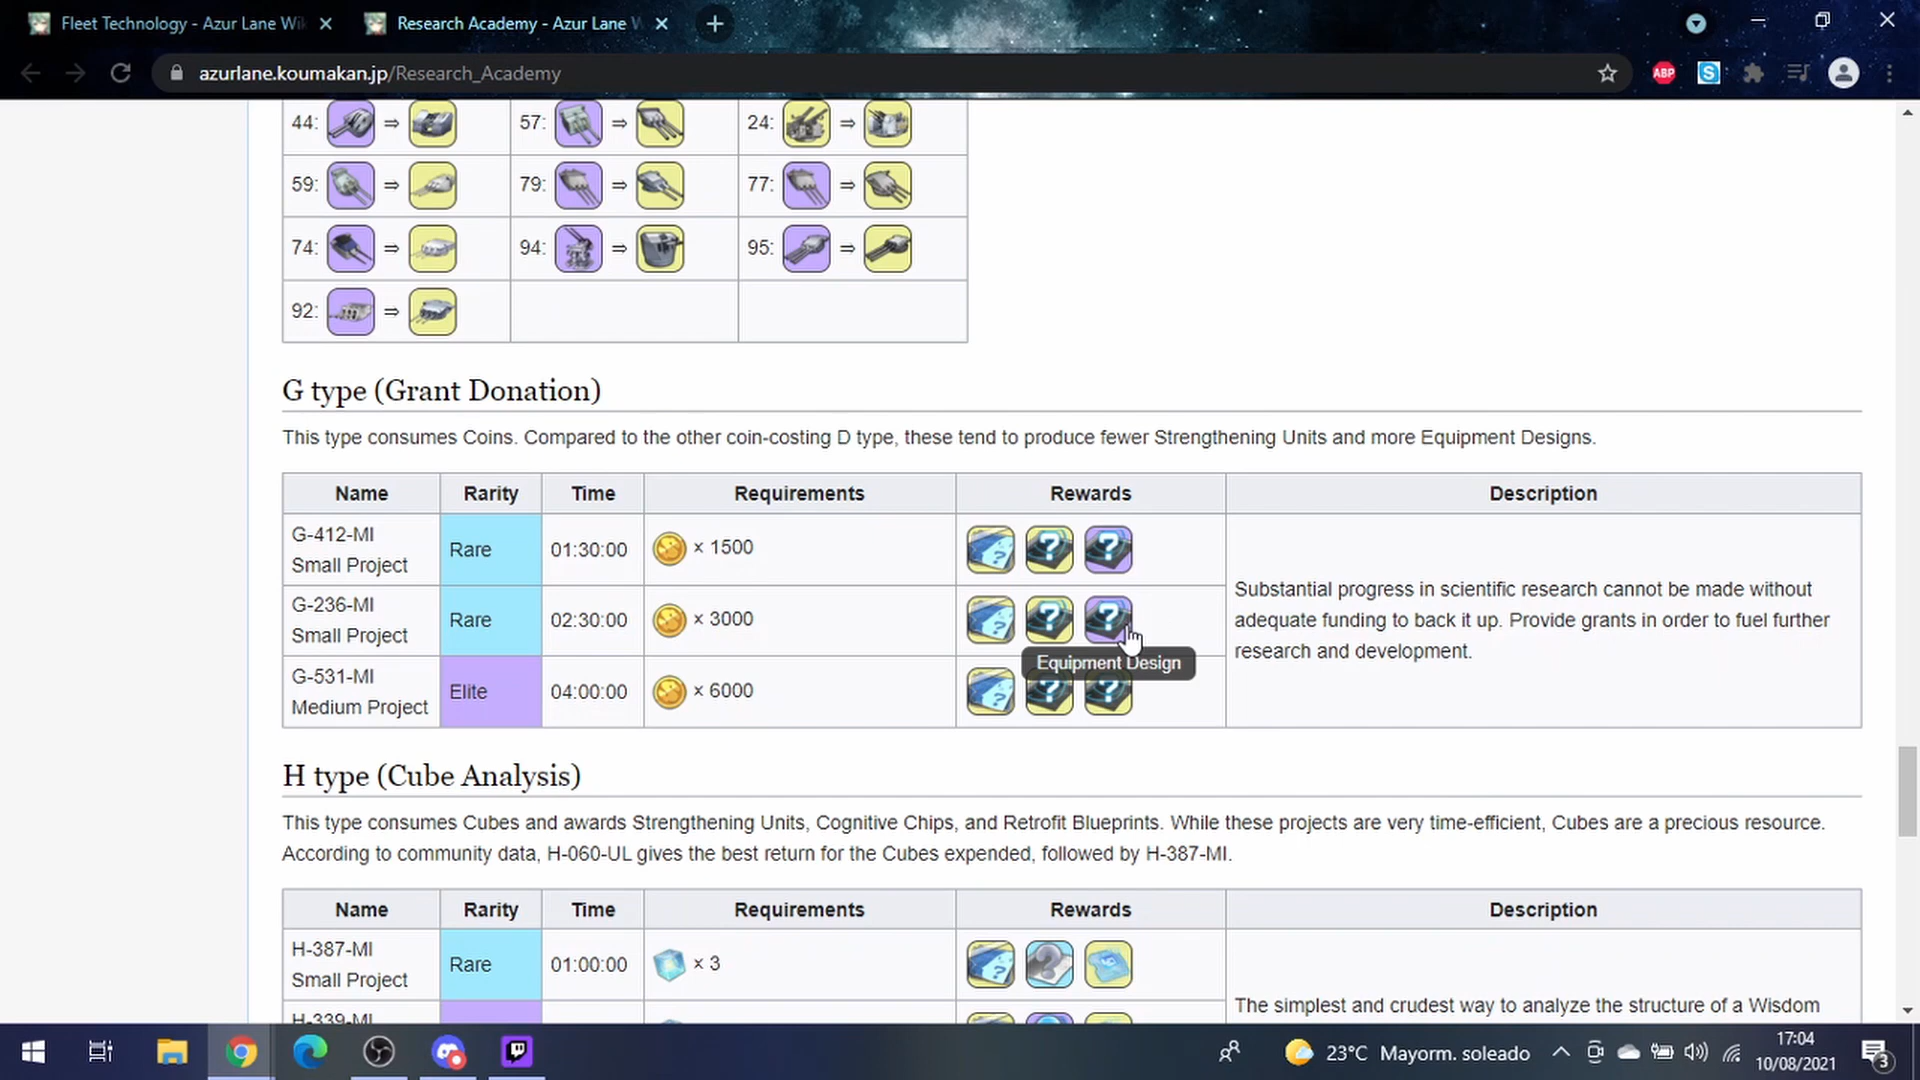 Fleet Technology - Azur Lane Wi
Research Academy - Azur Lane W
azurlane.koumakan.jp/Research_Academy
ABP
44: ⇒ 57: ⇒ 24: ⇒
59: ⇒ 79: ⇒ 77: ⇒
74: ⇒ 94: ⇒ 95: ⇒
92: ⇒
G type (Grant Donation)
This type consumes Coins. Compared to the other coin-costing D type, these tend to produce fewer Strengthening Units and more Equipment Designs.
Name Rarity Time Requirements Rewards Description
G-412-MI
Small Project
Rare 01:30:00 × 1500
G-236-MI
Small Project
Rare 02:30:00 × 3000
G-531-MI
Medium Project
Elite 04:00:00 × 6000
Equipment Design
Substantial progress in scientific research cannot be made without
adequate funding to back it up. Provide grants in order to fuel further
research and development.
H type (Cube Analysis)
This type consumes Cubes and awards Strengthening Units, Cognitive Chips, and Retrofit Blueprints. While these projects are very time-efficient, Cubes are a precious resource.
According to community data, H-060-UL gives the best return for the Cubes expended, followed by H-387-MI.
Name Rarity Time Requirements Rewards Description
H-387-MI
Small Project
Rare 01:00:00 × 3
H-339-MI
The simplest and crudest way to analyze the structure of a Wisdom
23°C Mayorm. soleado
17:04
10/08/2021
3